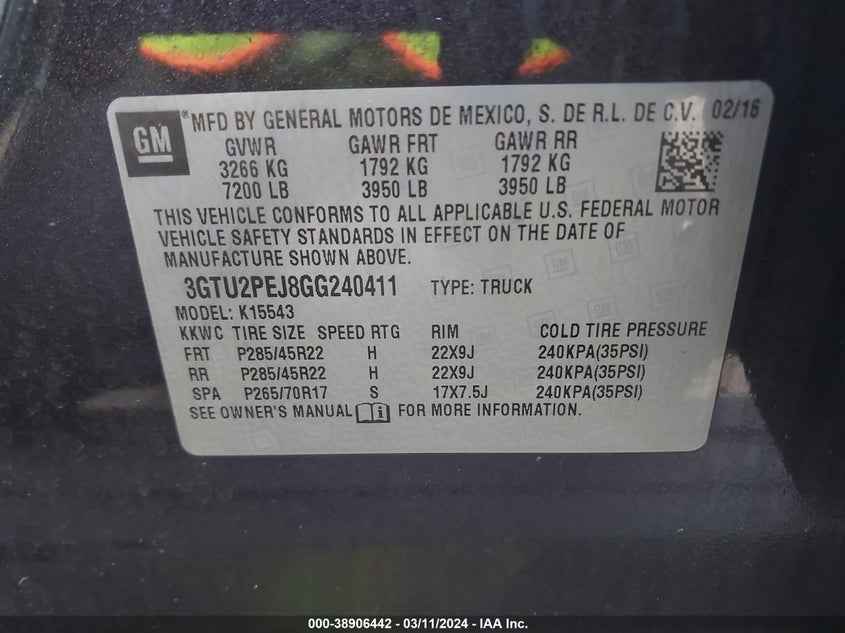 GM ®MFD BY GENERAL MOTORS DE MEXICO, S. DE R.L. DE C.V. 02/16
GVWR GAWR FRT GAWR RR
3266 KG 1792 KG 1792 KG
7200 LB 3950 LB 3950 LB
THIS VEHICLE CONFORMS TO ALL APPLICABLE U.S. FEDERAL MOTOR
VEHICLE SAFETY STANDARDS IN EFFECT ON THE DATE OF
MANUFACTURE SHOWN ABOVE.
3GTU2PEJ8GG240411 TYPE: TRUCK
MODEL: K15543
KKWC TIRE SIZE SPEED RTG RIM COLD TIRE PRESSURE
FRT P285/45R22 H 22X9J 240KPA(35PSI)
RR P285/45R22 H 22X9J 240KPA(35PSI)
SPA P265/70R17 S 17X7.5J 240KPA(35PSI)
SEE OWNER'S MANUAL FOR MORE INFORMATION.
000-38906442 - 03/11/2024 - IAA Inc.